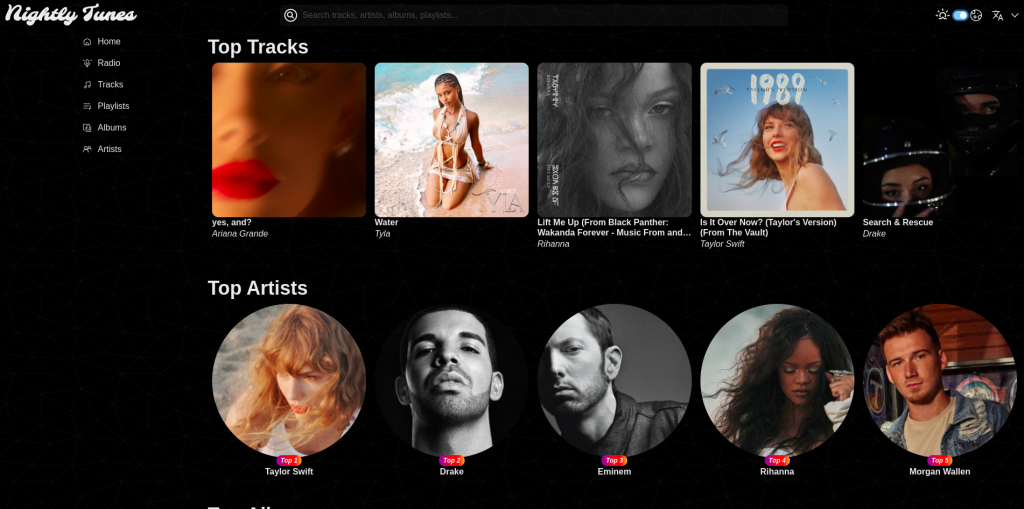 Nightly Tunes
Search tracks, artists, albums, playlists...
Home
Radio
Tracks
Playlists
Albums
Artists
Top Tracks
TYLA
1989
TAYLOR'S VERSION
yes, and?
Ariana Grande
Water
Tyla
Lift Me Up (From Black Panther:
Wakanda Forever - Music From and...
Rihanna
Is It Over Now? (Taylor's Version)
(From The Vault)
Taylor Swift
Search & Rescue
Drake
Top Artists
Top 1
Taylor Swift
Top 2
Drake
Top 3
Eminem
Top 4
Rihanna
Top 5
Morgan Wallen